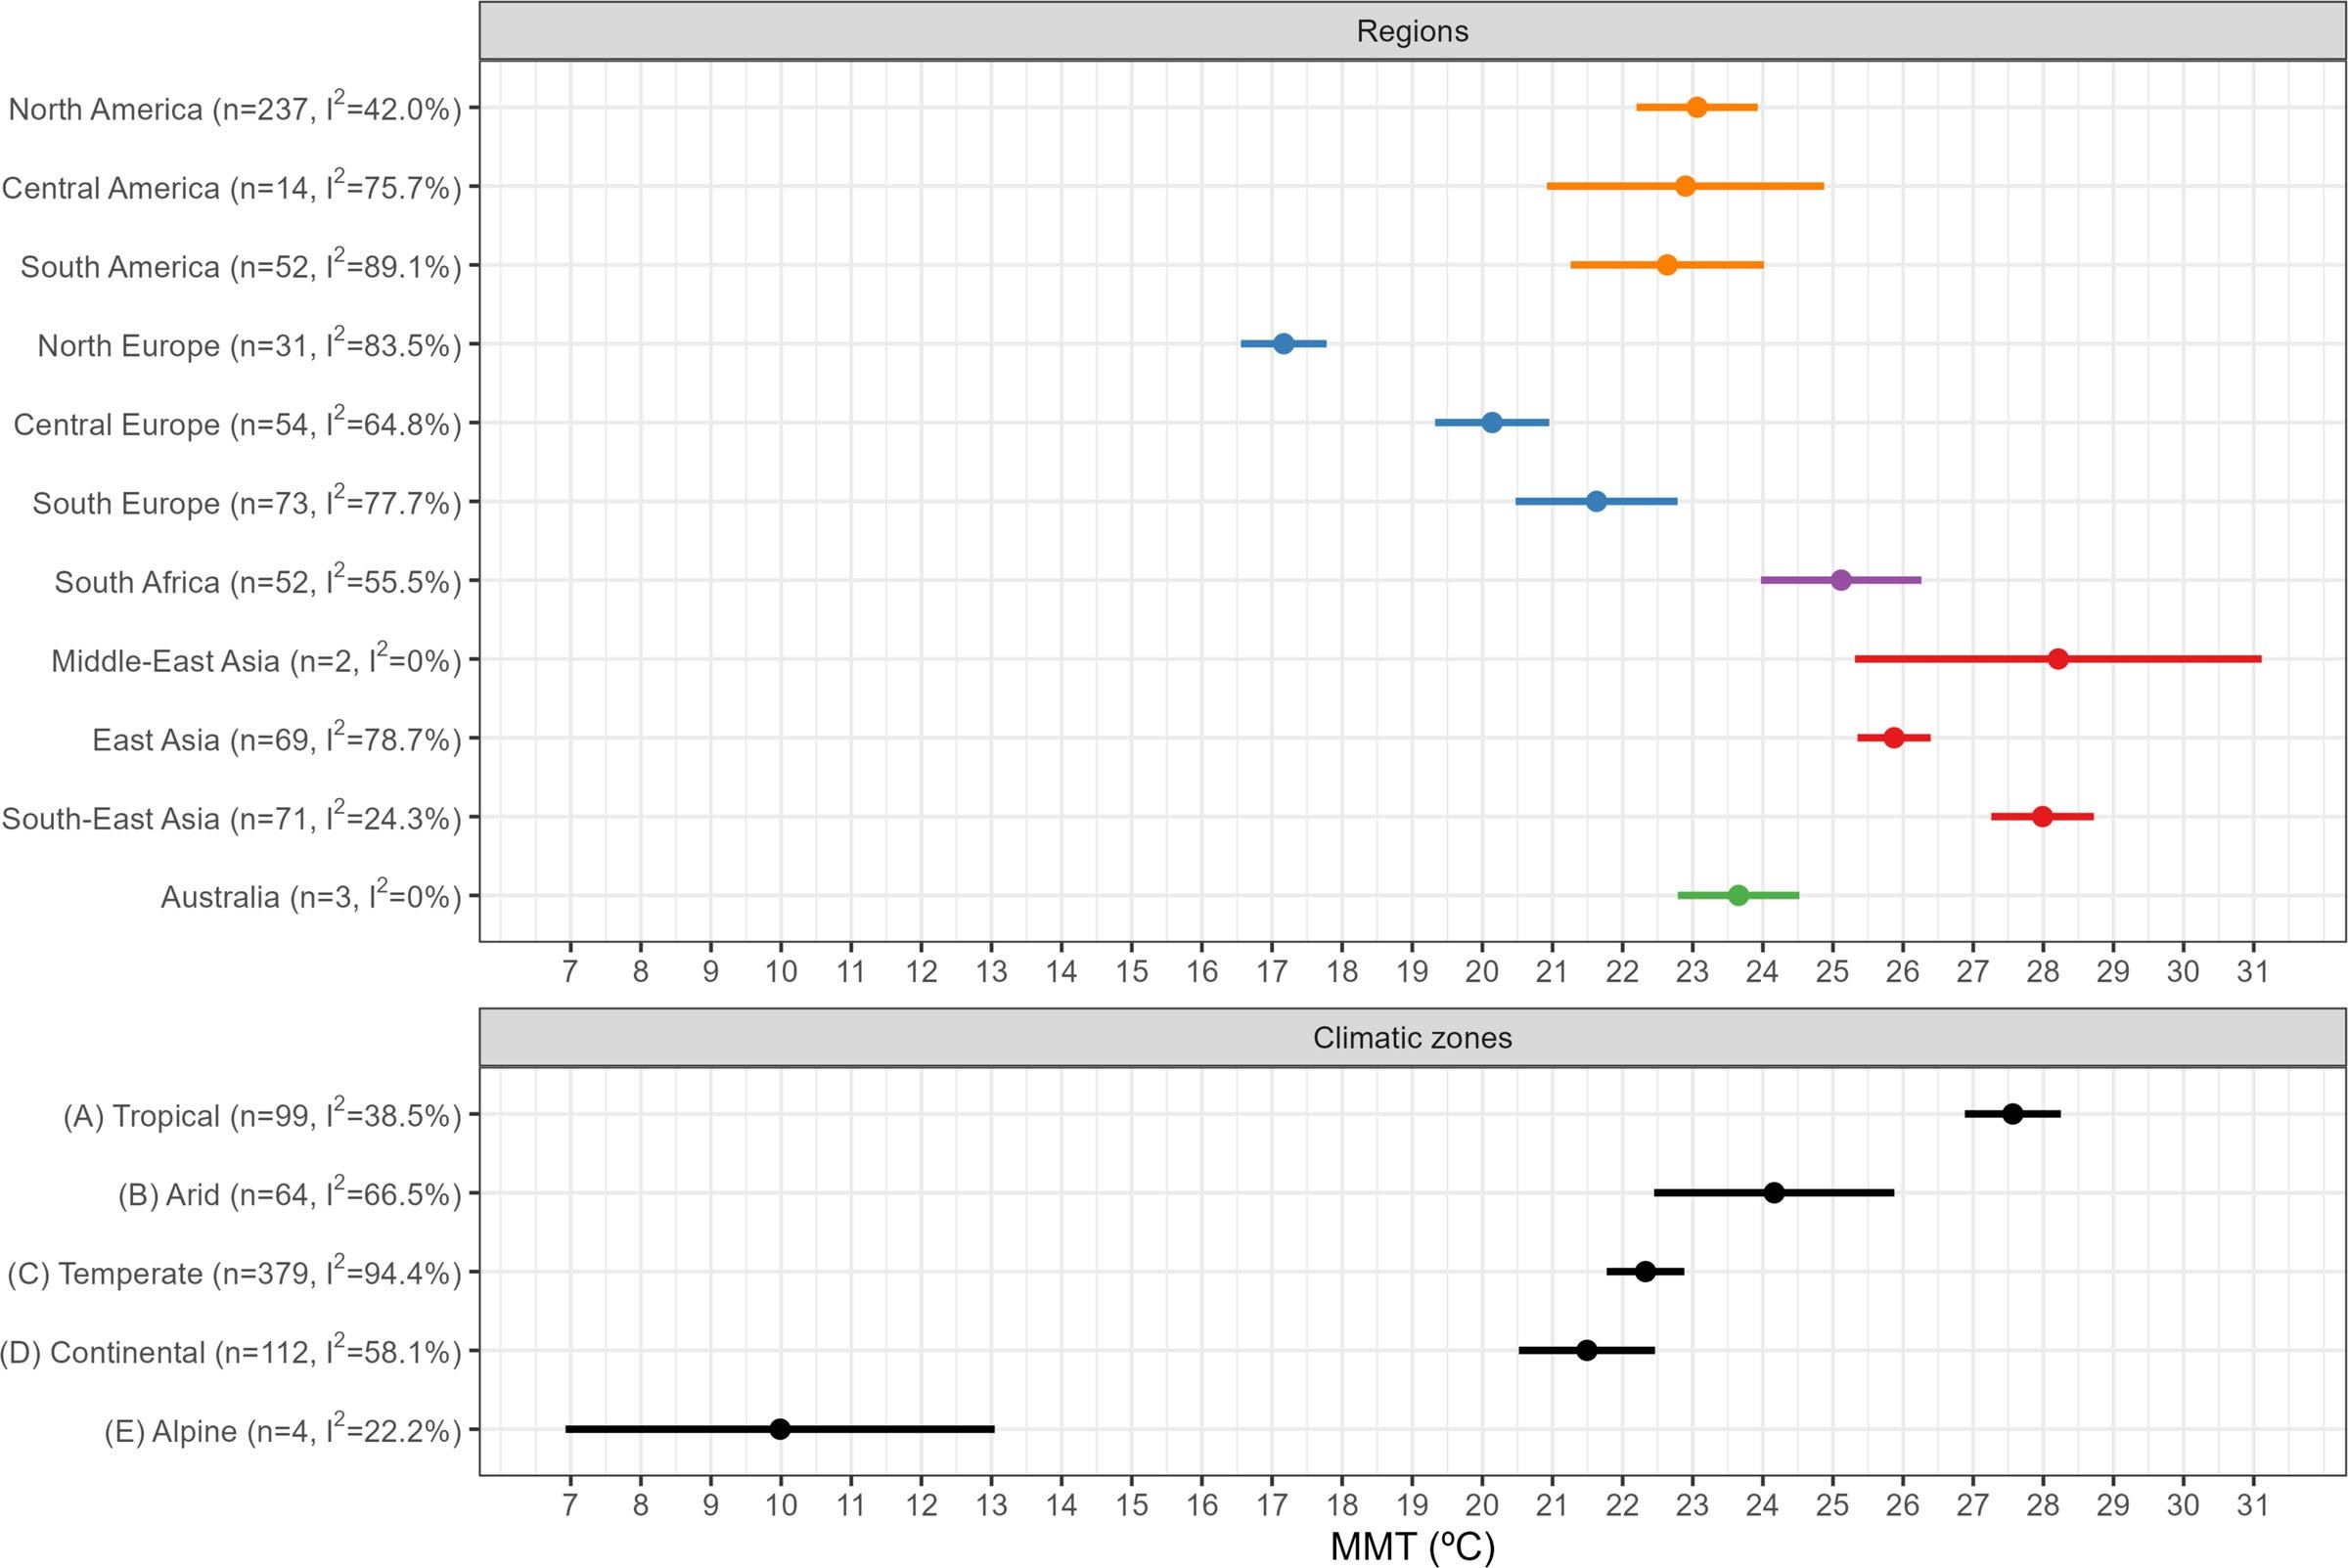 Regions
North America (n=237, I²=42.0%)
Central America (n=14, I²=75.7%)
South America (n=52, I²=89.1%)
North Europe (n=31, I²=83.5%)
Central Europe (n=54, I²=64.8%)
South Europe (n=73, I²=77.7%)
South Africa (n=52, I²=55.5%)
Middle-East Asia (n=2, I²=0%)
East Asia (n=69, I²=78.7%)
South-East Asia (n=71, I²=24.3%)
Australia (n=3, I²=0%)
7 8 9 10 11 12 13 14 15 16 17 18 19 20 21 22 23 24 25 26 27 28 29 30 31
Climatic zones
(A) Tropical (n=99, I²=38.5%)
(B) Arid (n=64, I²=66.5%)
(C) Temperate (n=379, I²=94.4%)
(D) Continental (n=112, I²=58.1%)
(E) Alpine (n=4, I²=22.2%)
7 8 9 10 11 12 13 14 15 16 17 18 19 20 21 22 23 24 25 26 27 28 29 30 31
MMT (ºC)